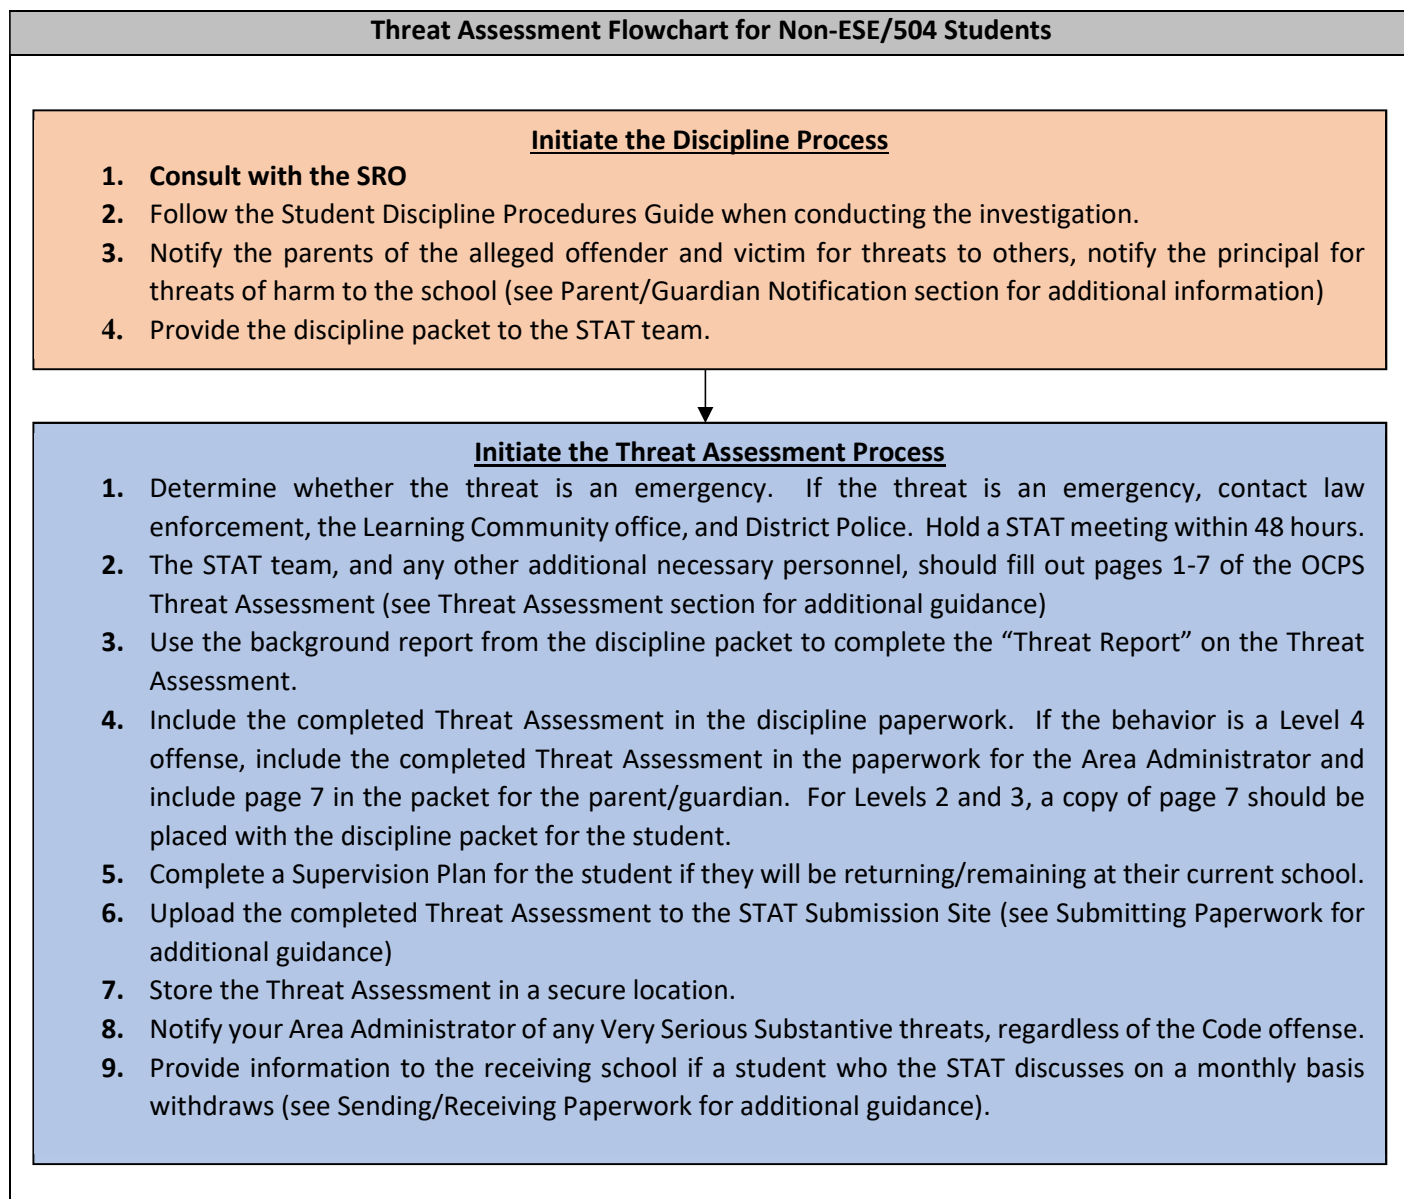 Threat Assessment Flowchart for Non-ESE/504 Students
Initiate the Discipline Process
1. Consult with the SRO
2. Follow the Student Discipline Procedures Guide when conducting the investigation.
3. Notify the parents of the alleged offender and victim for threats to others, notify the principal for
threats of harm to the school (see Parent/Guardian Notification section for additional information)
4. Provide the discipline packet to the STAT team.
Initiate the Threat Assessment Process
1. Determine whether the threat is an emergency. If the threat is an emergency, contact law
enforcement, the Learning Community office, and District Police. Hold a STAT meeting within 48 hours.
2. The STAT team, and any other additional necessary personnel, should fill out pages 1-7 of the OCPS
Threat Assessment (see Threat Assessment section for additional guidance)
3. Use the background report from the discipline packet to complete the “Threat Report” on the Threat
Assessment.
4. Include the completed Threat Assessment in the discipline paperwork. If the behavior is a Level 4
offense, include the completed Threat Assessment in the paperwork for the Area Administrator and
include page 7 in the packet for the parent/guardian. For Levels 2 and 3, a copy of page 7 should be
placed with the discipline packet for the student.
5. Complete a Supervision Plan for the student if they will be returning/remaining at their current school.
6. Upload the completed Threat Assessment to the STAT Submission Site (see Submitting Paperwork for
additional guidance)
7. Store the Threat Assessment in a secure location.
8. Notify your Area Administrator of any Very Serious Substantive threats, regardless of the Code offense.
9. Provide information to the receiving school if a student who the STAT discusses on a monthly basis
withdraws (see Sending/Receiving Paperwork for additional guidance).